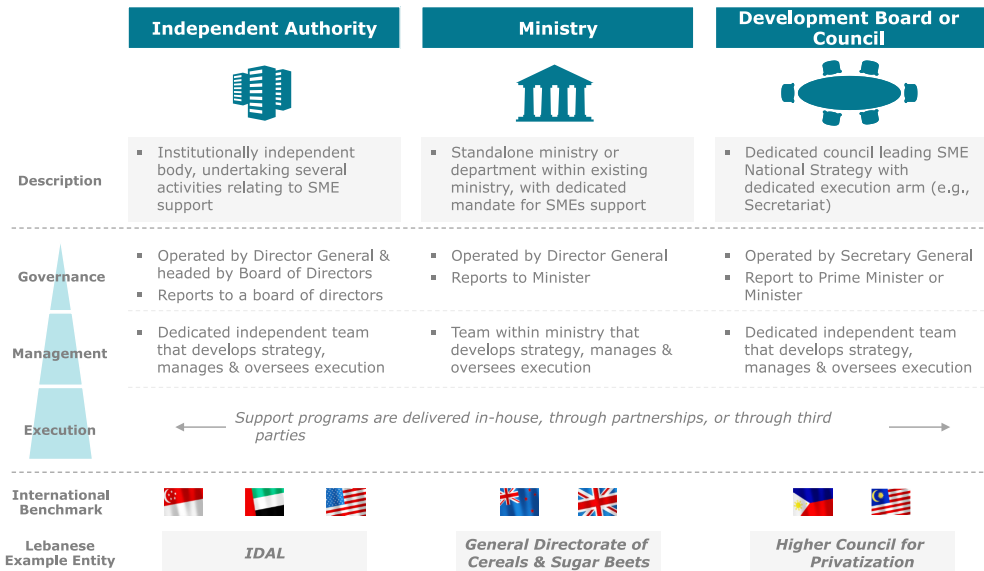 Independent Authority
Ministry
Development Board or
Council
Description
▪ Institutionally independent
body, undertaking several
activities relating to SME
support
▪ Standalone ministry or
department within existing
ministry, with dedicated
mandate for SMEs support
▪ Dedicated council leading SME
National Strategy with
dedicated execution arm (e.g.,
Secretariat)
Governance
▪ Operated by Director General &
headed by Board of Directors
▪ Reports to a board of directors
▪ Operated by Director General
▪ Reports to Minister
▪ Operated by Secretary General
▪ Report to Prime Minister or
Minister
Management
▪ Dedicated independent team
that develops strategy,
manages & oversees execution
▪ Team within ministry that
develops strategy, manages &
oversees execution
▪ Dedicated independent team
that develops strategy,
manages & oversees execution
Execution
Support programs are delivered in-house, through partnerships, or through third
parties
International
Benchmark
Lebanese
Example Entity
IDAL
General Directorate of
Cereals & Sugar Beets
Higher Council for
Privatization